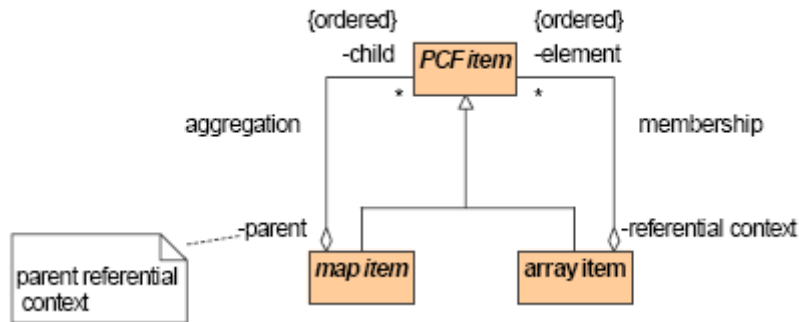 {ordered}
{ordered}
-child
PCF item
-element
*
*
aggregation
membership
-parent
-referential context
parent referential
context
map item
array item